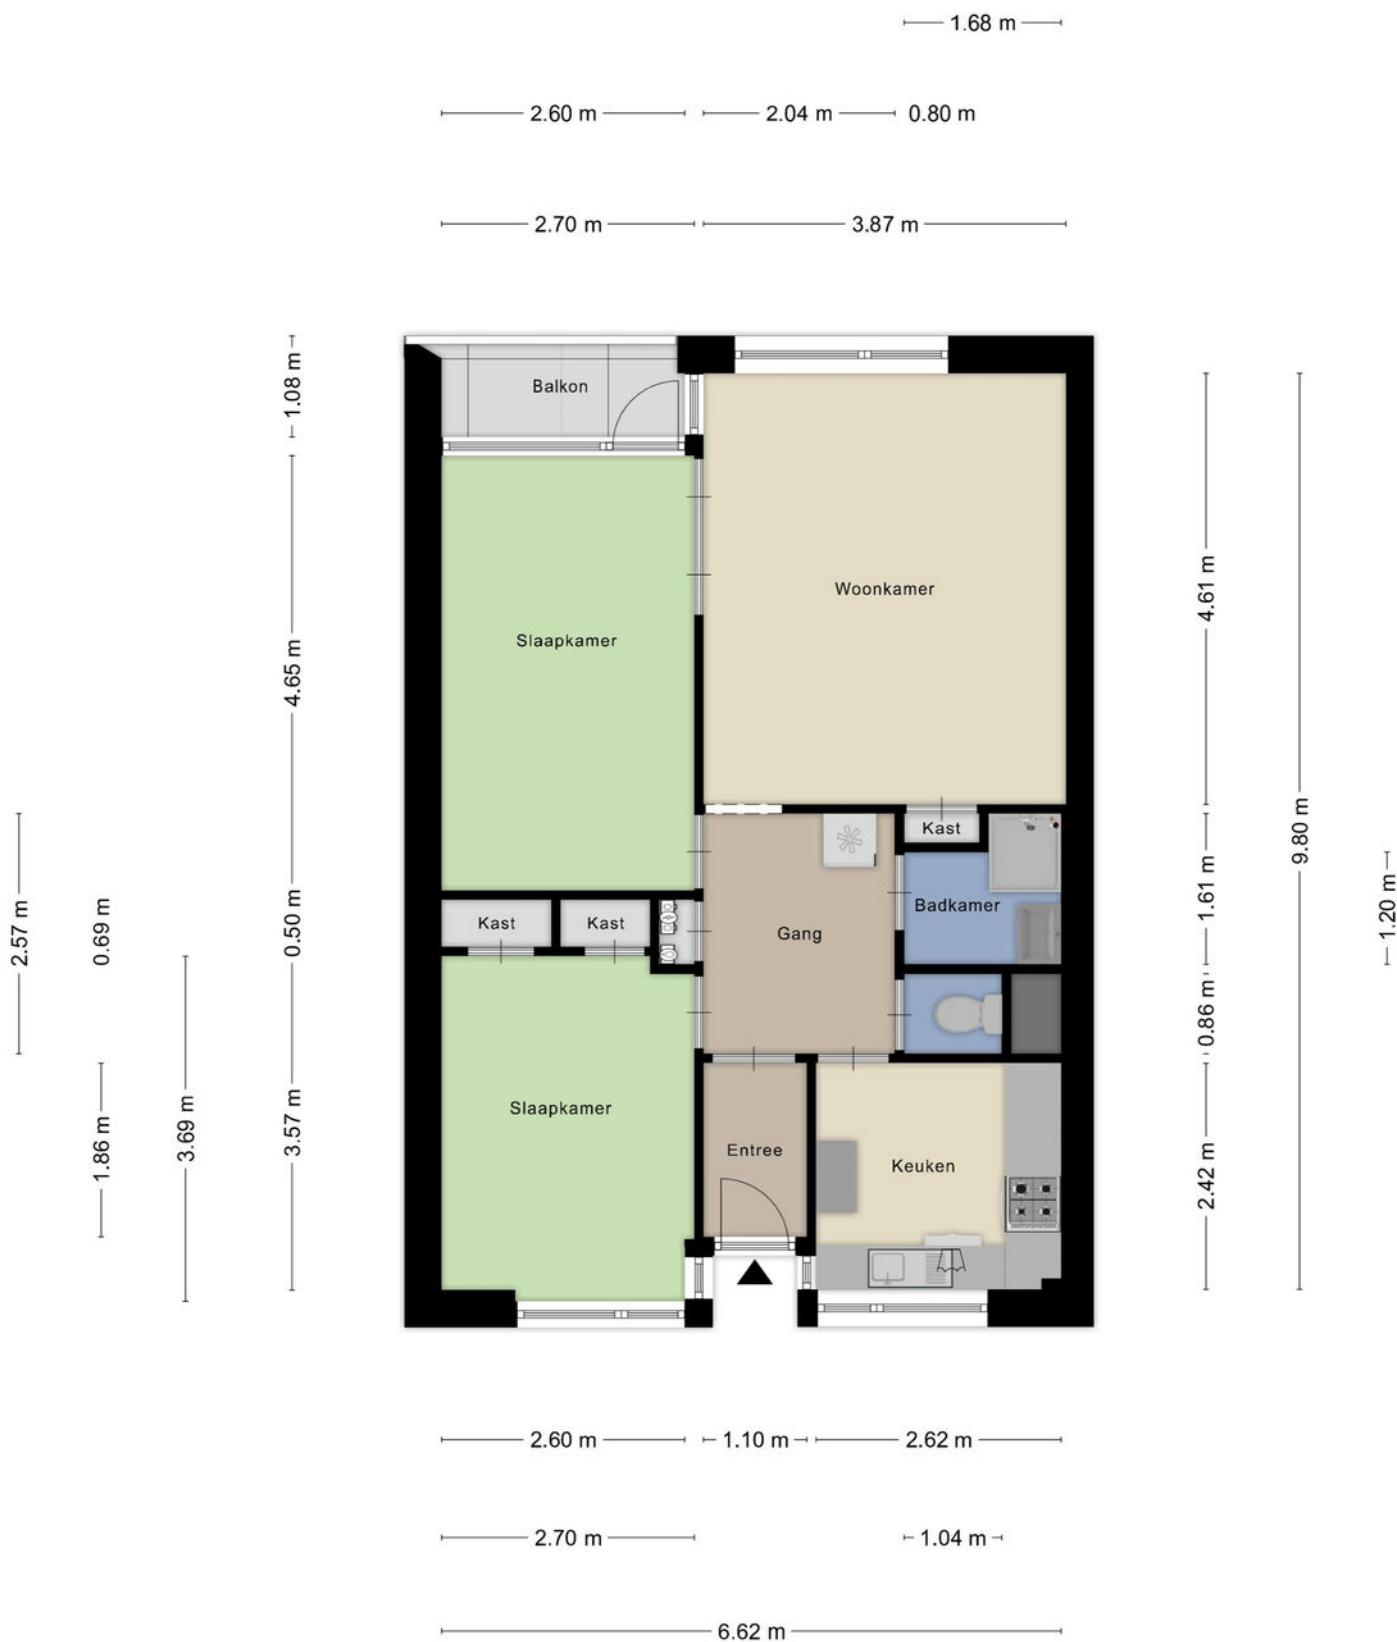 1.68 m
2.60 m
2.04 m
0.80 m
2.70 m
3.87 m
1.08 m
Balkon
4.61 m
Woonkamer
Slaapkamer
4.65 m
9.80 m
Kast
1.61 m
1.20 m
Badkamer
2.57 m
0.69 m
0.50 m
Kast
Kast
Gang
0.86 m
Slaapkamer
3.57 m
3.69 m
1.86 m
Entree
Keuken
2.42 m
2.60 m
1.10 m
2.62 m
2.70 m
1.04 m
6.62 m